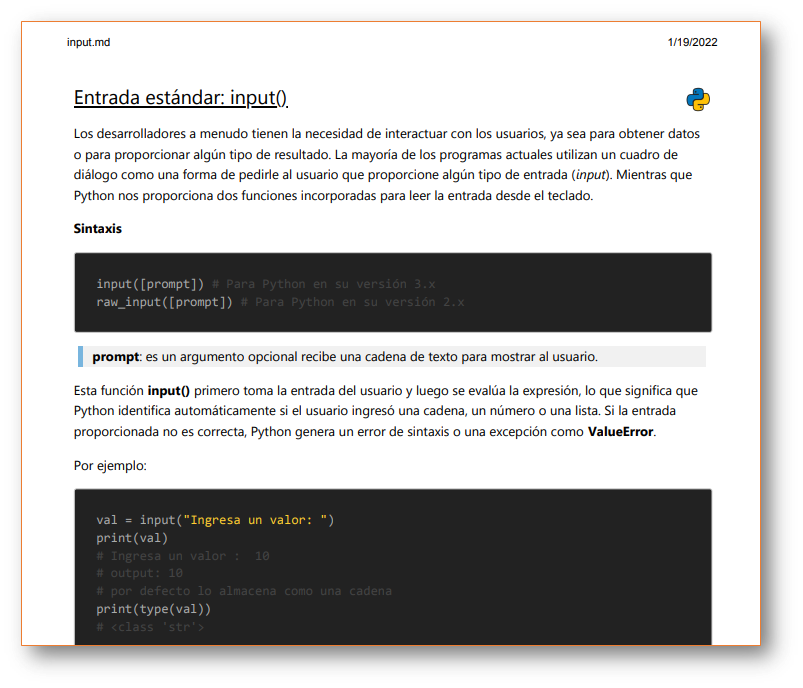 input.md 1/19/2022
Entrada estándar: input()
Los desarrolladores a menudo tienen la necesidad de interactuar con los usuarios, ya sea para obtener datos
o para proporcionar algún tipo de resultado. La mayoría de los programas actuales utilizan un cuadro de
diálogo como una forma de pedirle al usuario que proporcione algún tipo de entrada (input). Mientras que
Python nos proporciona dos funciones incorporadas para leer la entrada desde el teclado.
Sintaxis
input([prompt]) # Para Python en su versión 3.x
raw_input([prompt]) # Para Python en su versión 2.x
prompt: es un argumento opcional recibe una cadena de texto para mostrar al usuario.
Esta función input() primero toma la entrada del usuario y luego se evalúa la expresión, lo que significa que
Python identifica automáticamente si el usuario ingresó una cadena, un número o una lista. Si la entrada
proporcionada no es correcta, Python genera un error de sintaxis o una excepción como ValueError.
Por ejemplo:
val = input("Ingresa un valor: ")
print(val)
# Ingresa un valor :  10
# output: 10
# por defecto lo almacena como una cadena
print(type(val))
# <class 'str'>